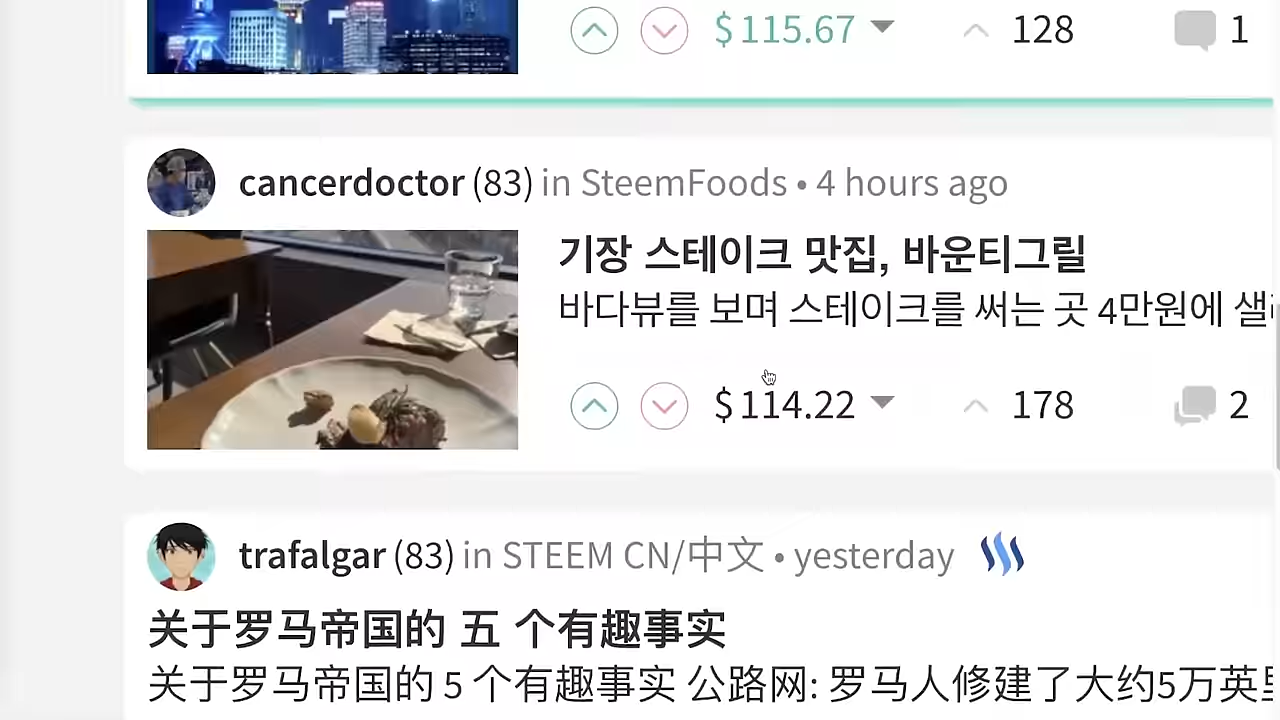 $115.67 128 1
cancerdoctor (83) in SteemFoods • 4 hours ago
기장 스테이크 맛집, 바운티그릴
바다뷰를 보며 스테이크를 써는 곳 4만원에
$114.22 178 2
trafalgar (83) in STEEM CN/中文 • yesterday
关于罗马帝国的 五 个有趣事实
关于罗马帝国的 5 个有趣事实 公路网: 罗马人修建了大约5万英